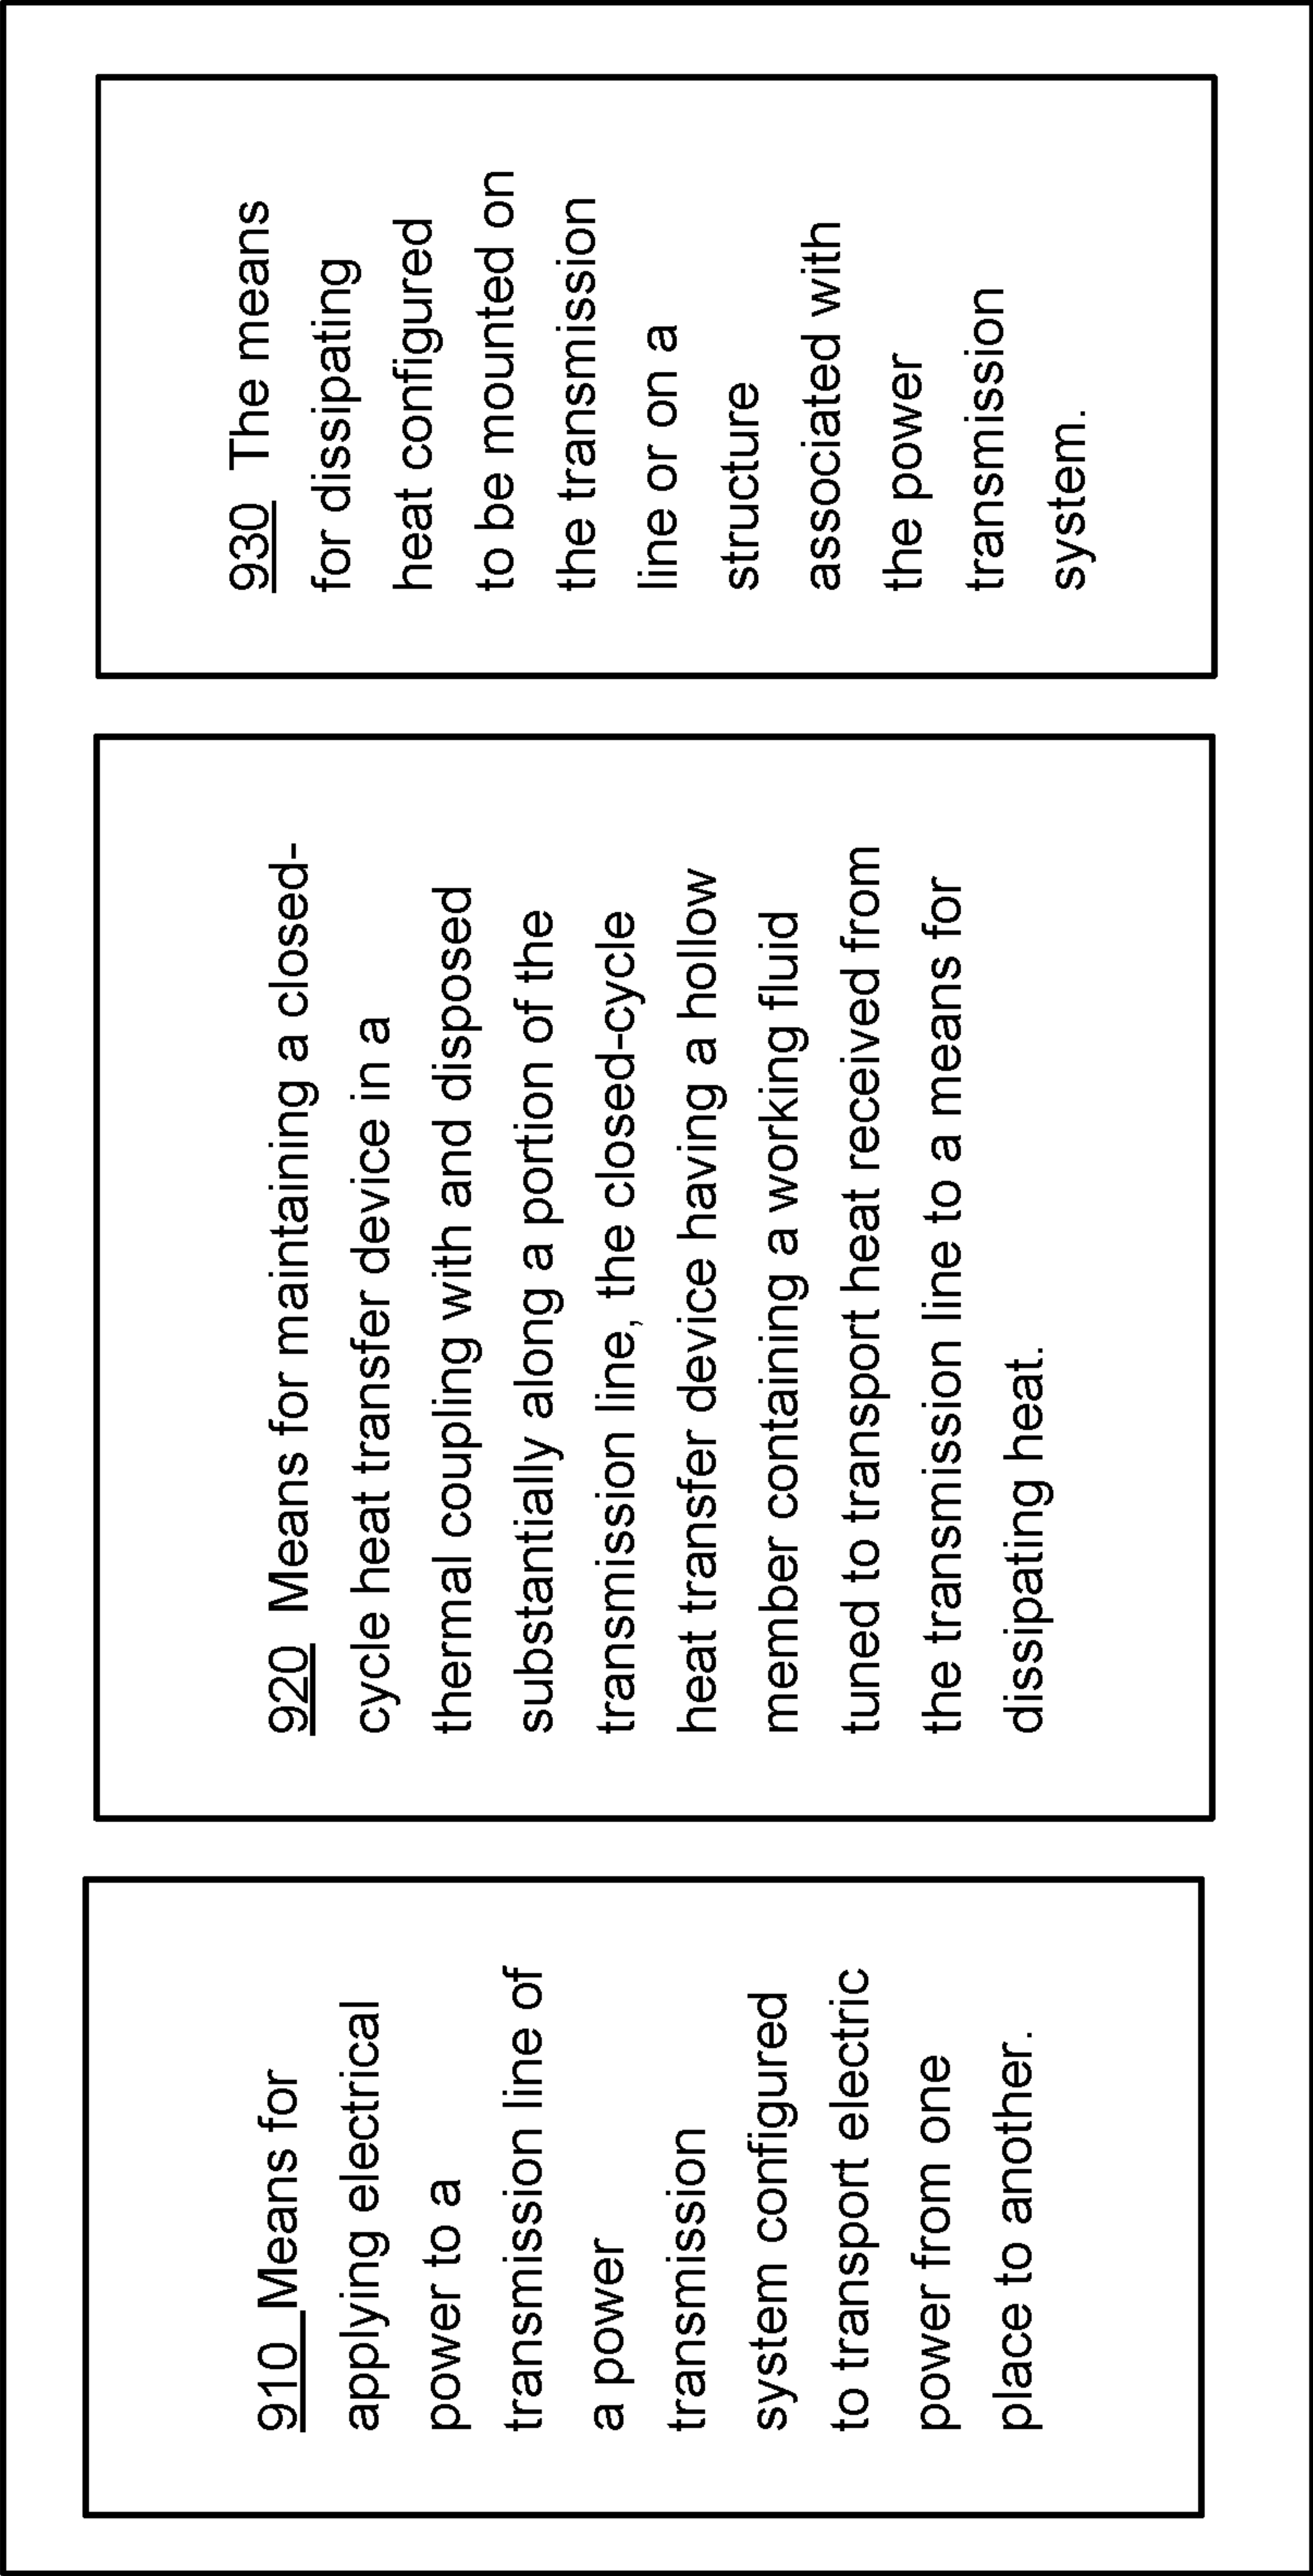 910 Means for
applying electrical
power to a
transmission line of
a power
transmission
system configured
to transport electric
power from one
place to another.
920 Means for maintaining a closed-
cycle heat transfer device in a
thermal coupling with and disposed
substantially along a portion of the
transmission line, the closed-cycle
heat transfer device having a hollow
member containing a working fluid
tuned to transport heat received from
the transmission line to a means for
dissipating heat.
930 The means
for dissipating
heat configured
to be mounted on
the transmission
line or on a
structure
associated with
the power
transmission
system.